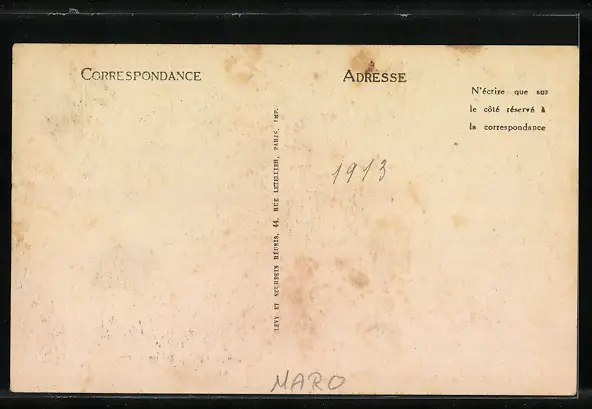 CORRESPONDANCE
ADRESSE
N'écrire que sur
le côté réservé à
la correspondance
LÉVY ET NEURDEIN RÉUNIS, 44, RUE LETELLIER, PARIS, IMP.
1913
MARO